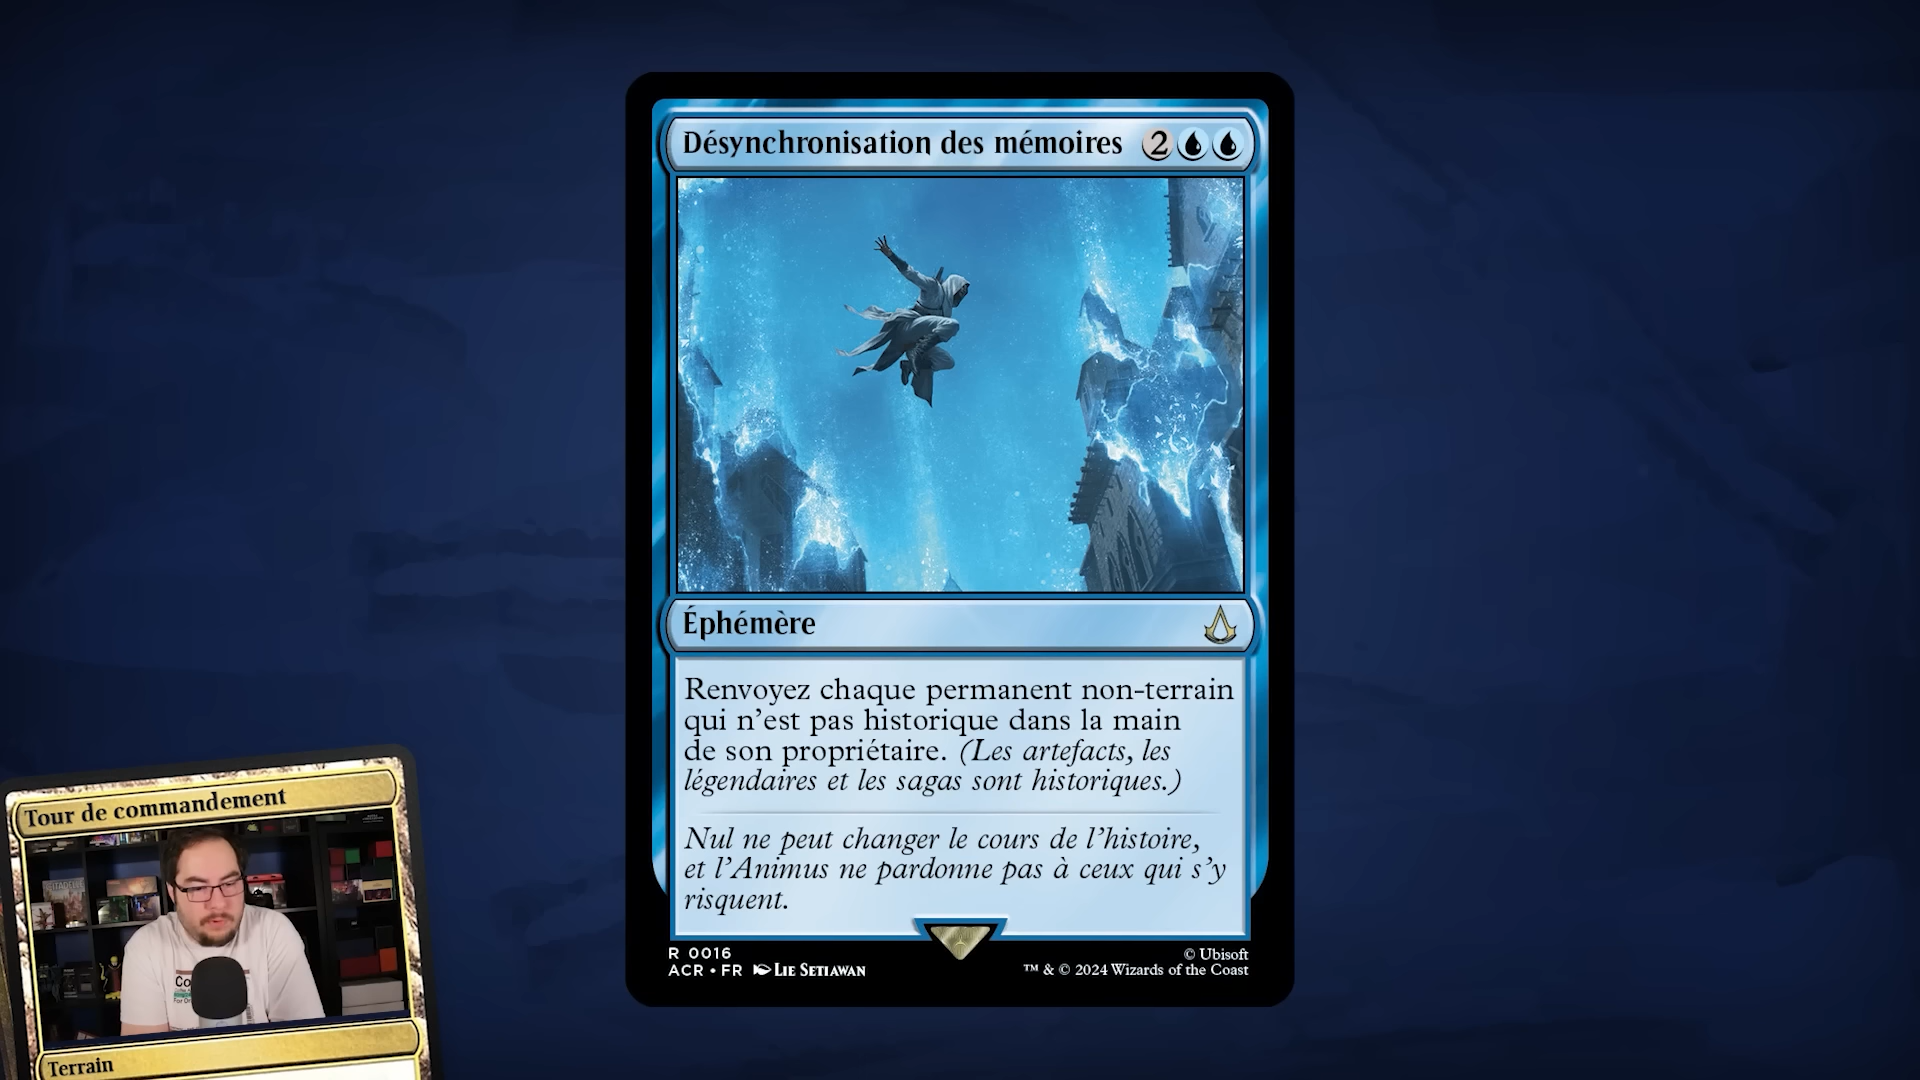 Désynchronisation des mémoires 2
Éphémère
Renvoyez chaque permanent non-terrain
qui n'est pas historique dans la main
de son propriétaire. (Les artefacts, les
légendaires et les sagas sont historiques.)
Nul ne peut changer le cours de l'histoire,
et l'Animus ne pardonne pas à ceux qui s'y
risquent.
R 0016
ACR • FR LIE SETIAWAN
© Ubisoft
™ & © 2024 Wizards of the Coast
Tour de commandement
Terrain